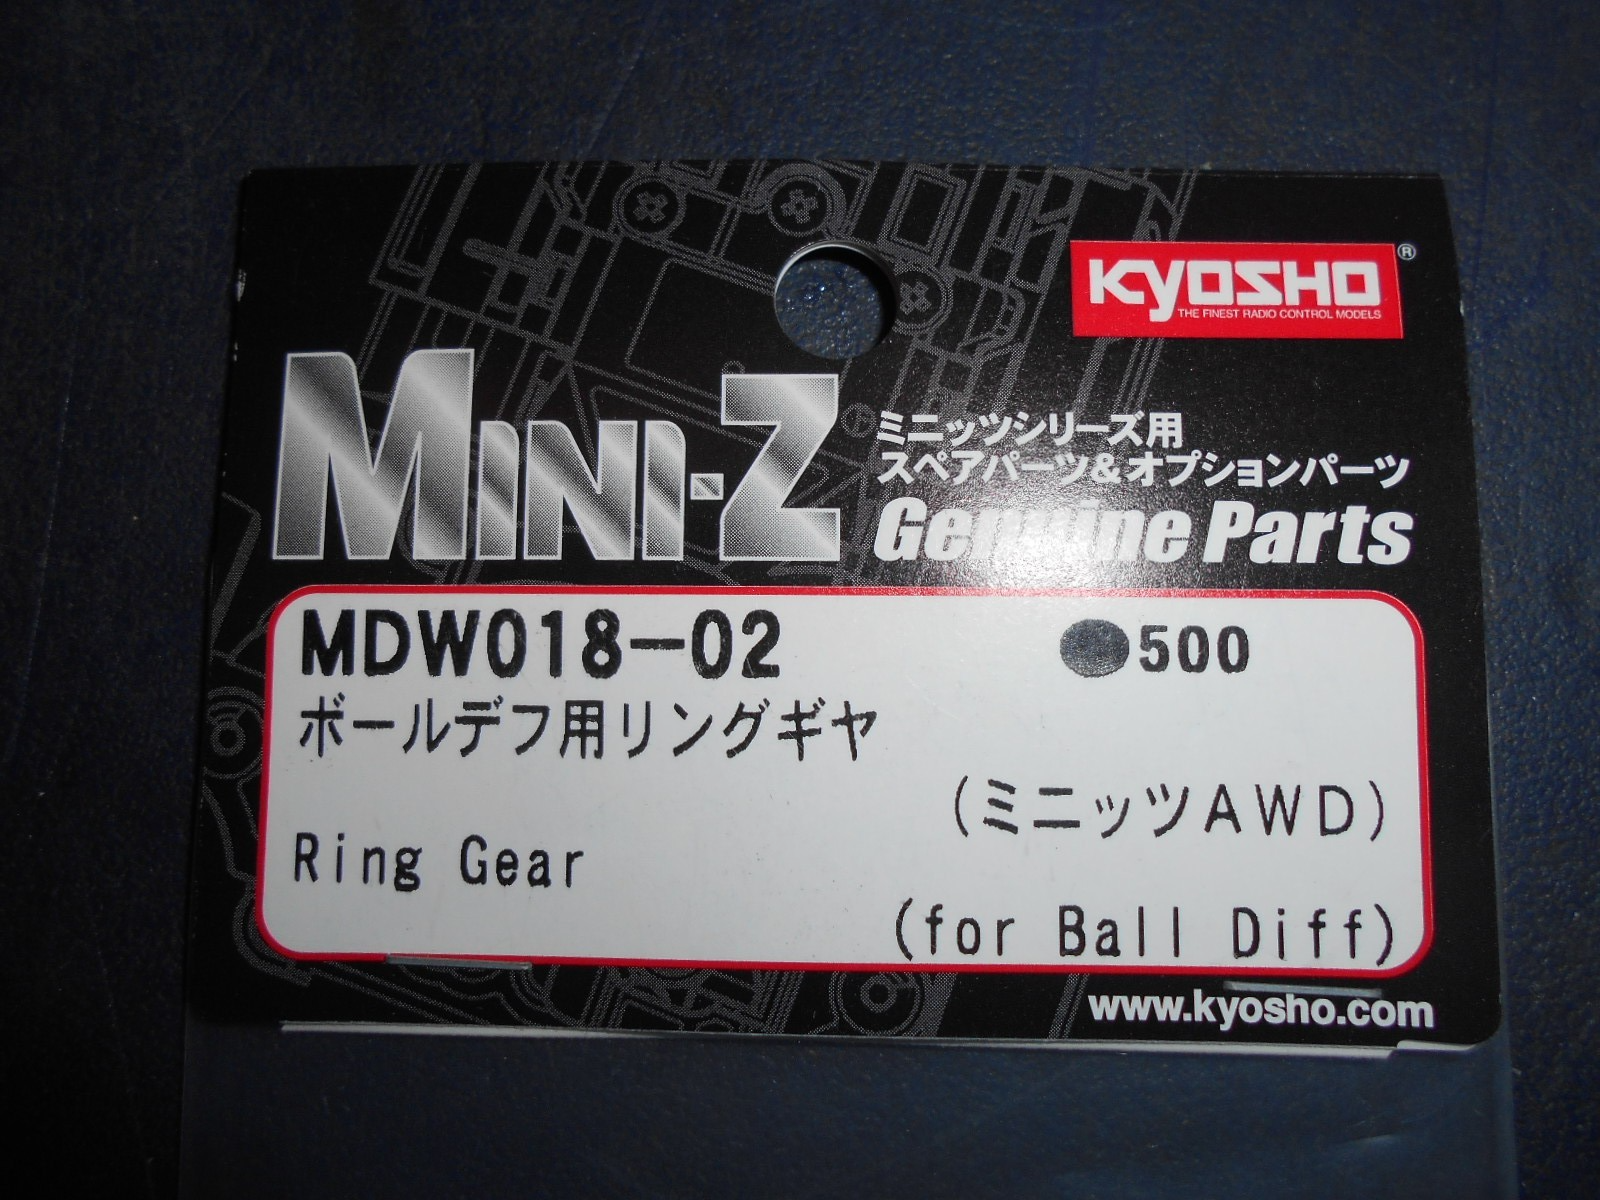 KYOSHO®
THE FINEST RADIO CONTROL MODELS
MINI-Z
ミニッツシリーズ用
スペアパーツ&オプションパーツ
Genuine Parts
MDW018-02 ●500
ボールデフ用リングギヤ
(ミニッツAWD)
Ring Gear
(for Ball Diff)
www.kyosho.com